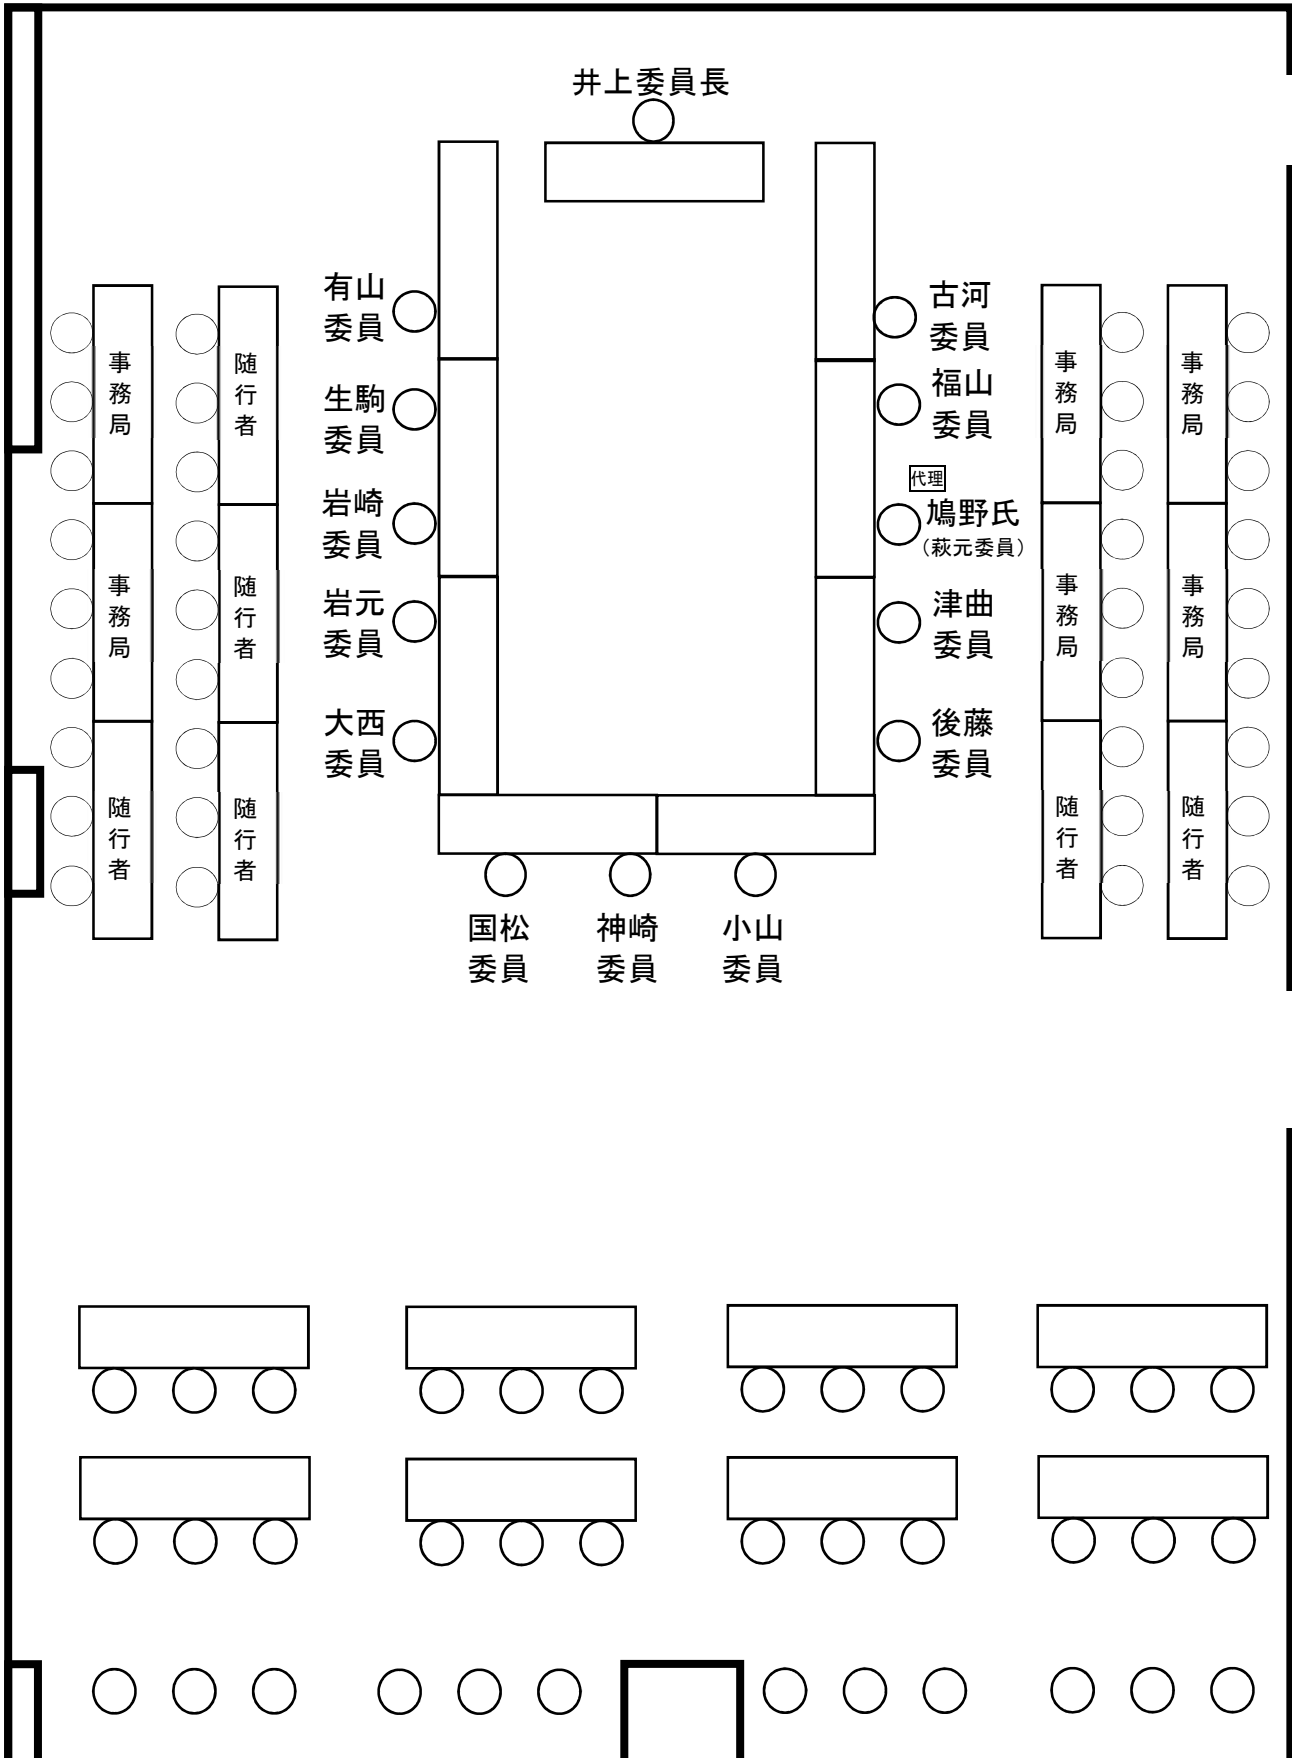 井上委員長
有山
委員
生駒
委員
岩崎
委員
岩元
委員
大西
委員
古河
委員
福山
委員
代理
鳩野氏
（萩元委員）
津曲
委員
後藤
委員
国松
委員
神崎
委員
小山
委員
事務局
事務局
随行者
随行者
随行者
随行者
事務局
事務局
随行者
事務局
事務局
随行者